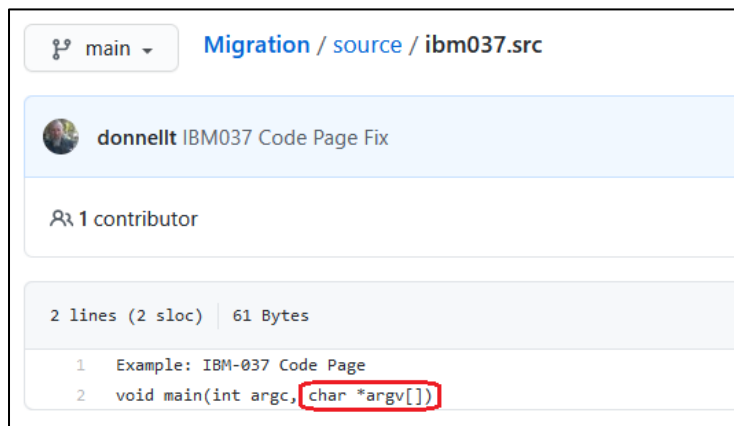 main
Migration / source / ibm037.src
donnellt IBM037 Code Page Fix
1 contributor
2 lines (2 sloc) 61 Bytes
1 Example: IBM-037 Code Page
2 void main(int argc, char *argv[])